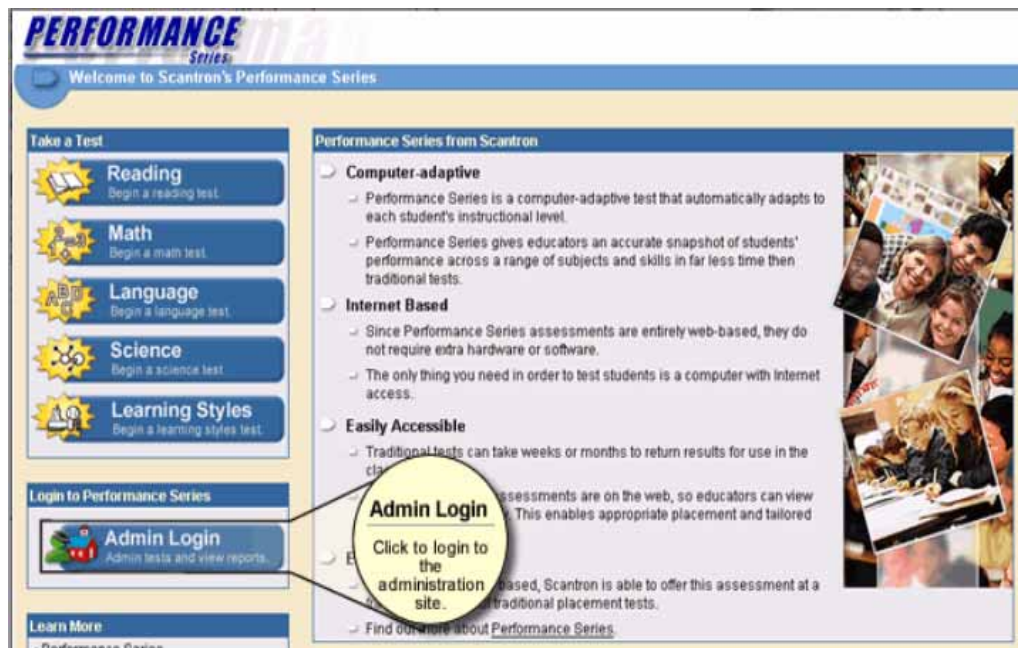 PERFORMANCE
Series
Welcome to Scantron's Performance Series
Take a Test
Reading
Begin a reading test.
Math
Begin a math test.
Language
Begin a language test.
Science
Begin a science test.
Learning Styles
Begin a learning styles test.
Login to Performance Series
Admin Login
Admin tests and view reports.
Learn More
Performance Series
Performance Series from Scantron
Computer-adaptive
Performance Series is a computer-adaptive test that automatically adapts to
each student's instructional level.
Performance Series gives educators an accurate snapshot of students'
performance across a range of subjects and skills in far less time then
traditional tests.
Internet Based
Since Performance Series assessments are entirely web-based, they do
not require extra hardware or software.
The only thing you need in order to test students is a computer with Internet
access.
Easily Accessible
Traditional tests can take weeks or months to return results for use in the
assessments are on the web, so educators can view
This enables appropriate placement and tailored
based, Scantron is able to offer this assessment at a
traditional placement tests.
Find out more about Performance Series.
Admin Login
Click to login to
the
administration
site.